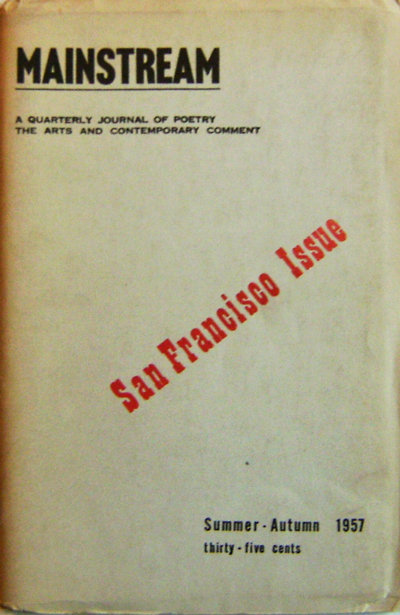 MAINSTREAM
A QUARTERLY JOURNAL OF POETRY
THE ARTS AND CONTEMPORARY COMMENT
San Francisco Issue
Summer - Autumn 1957
thirty - five cents